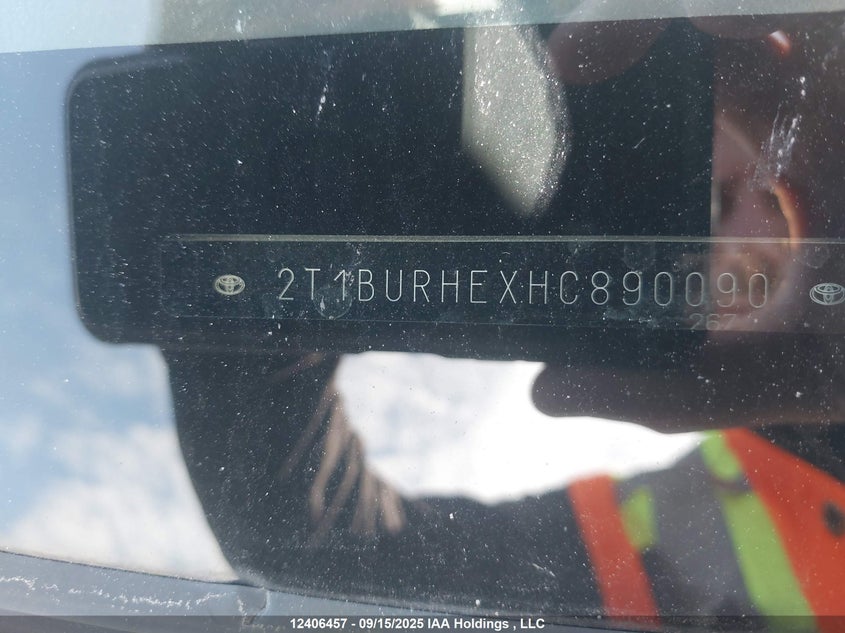 2T1BURHEXHC890090
12406457 - 09/15/2025 IAA Holdings , LLC